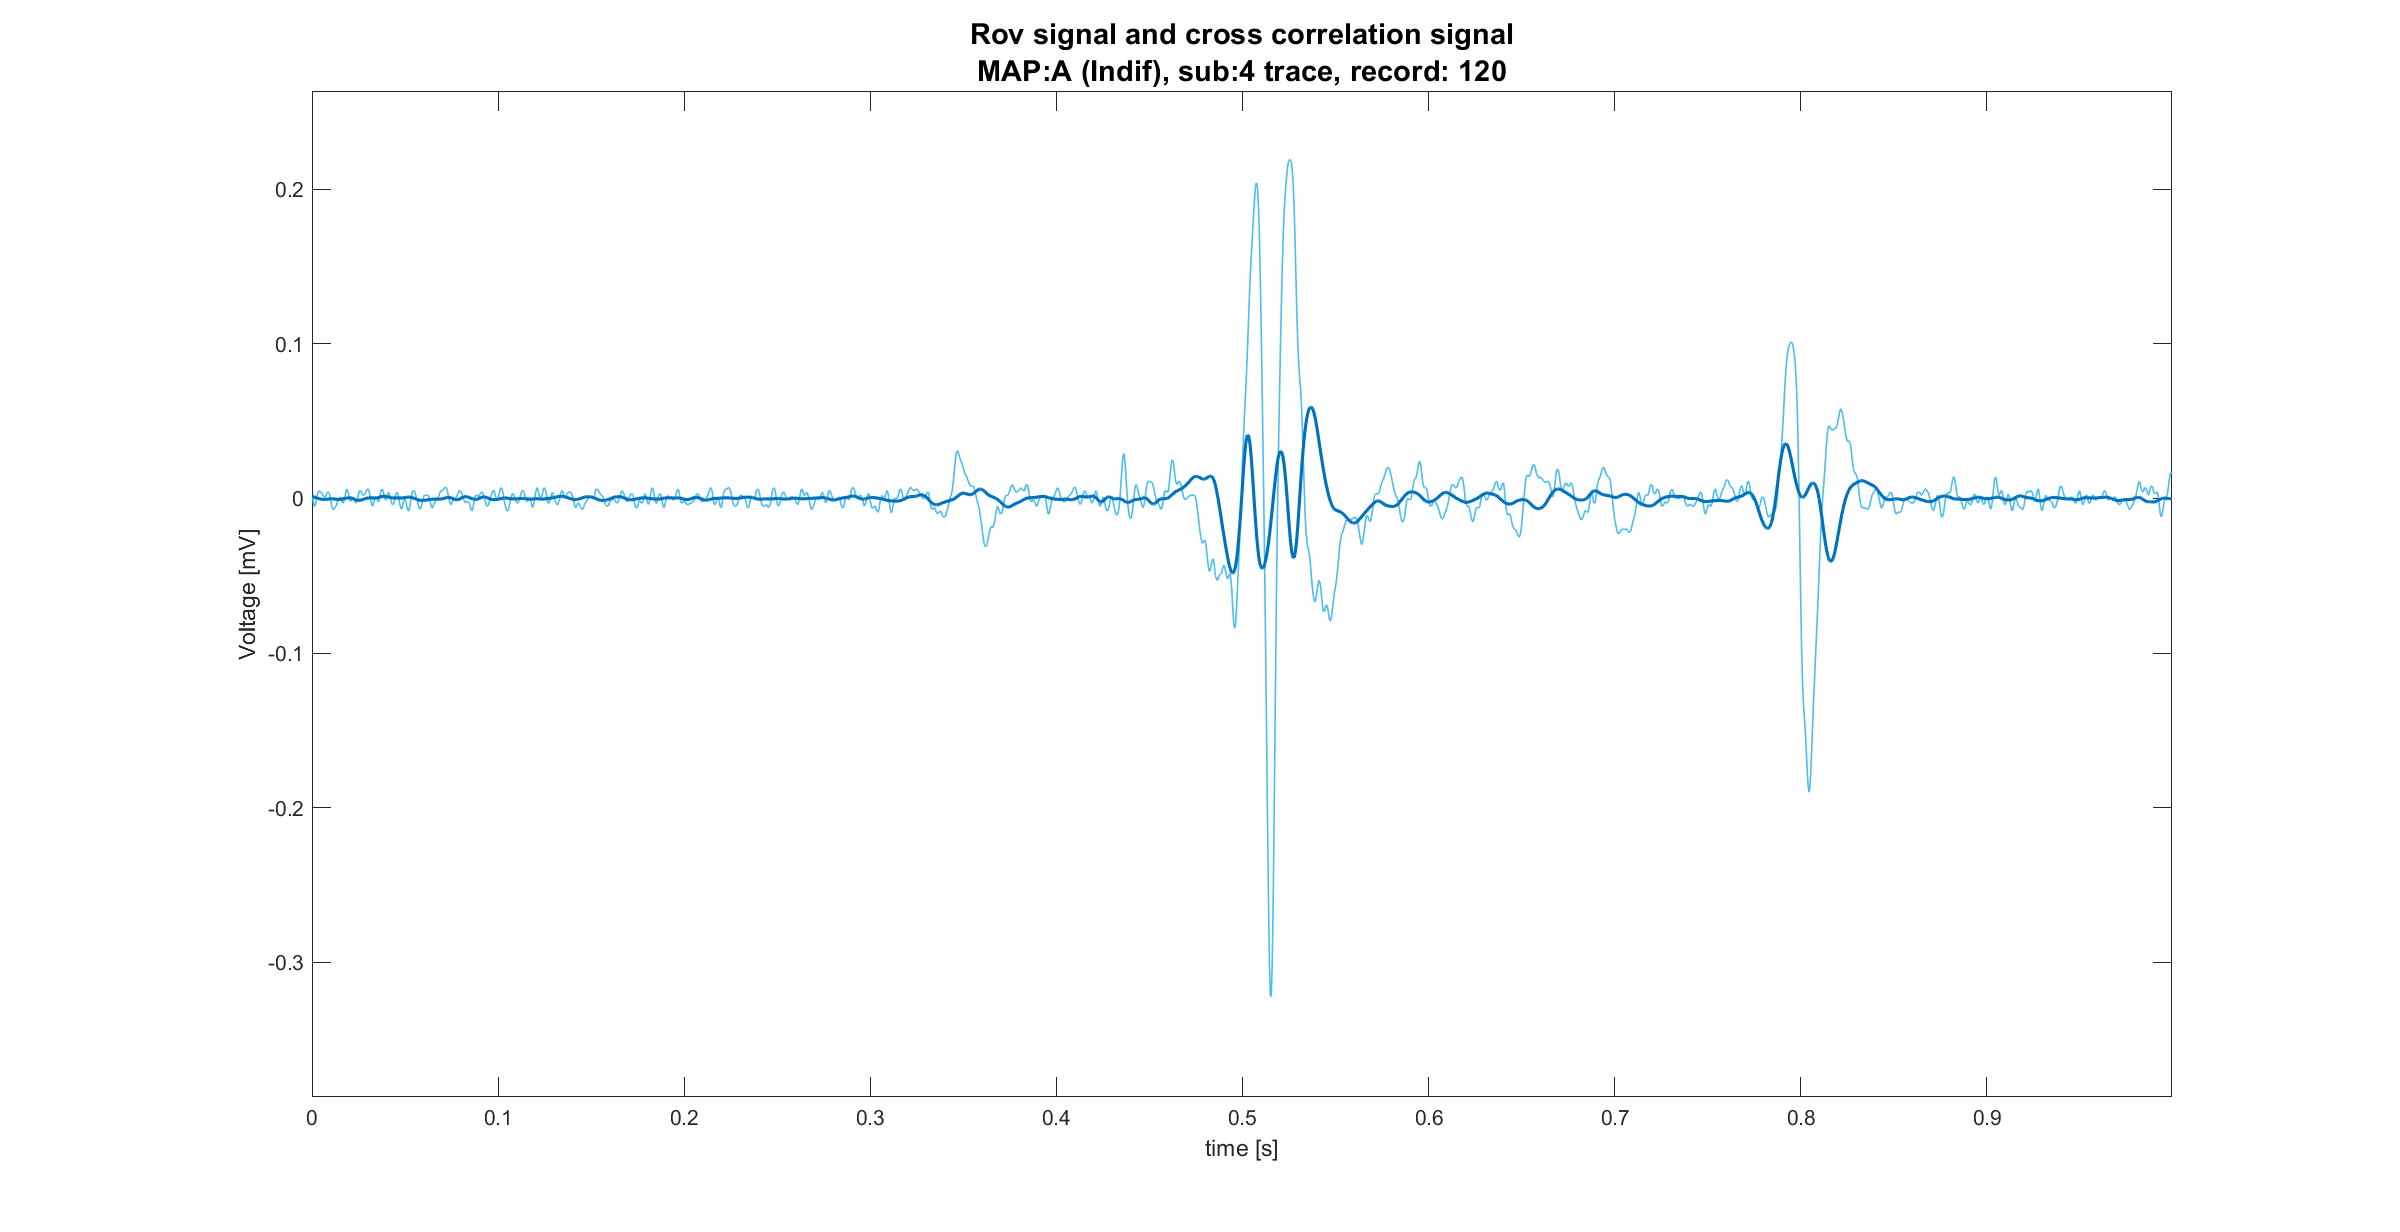 Rov signal and cross correlation signal
MAP:A (Indif), sub:4 trace, record: 120
0.2
0.1
0
-0.1
-0.2
-0.3
Voltage [mV]
0 0.1 0.2 0.3 0.4 0.5 0.6 0.7 0.8 0.9
time [s]